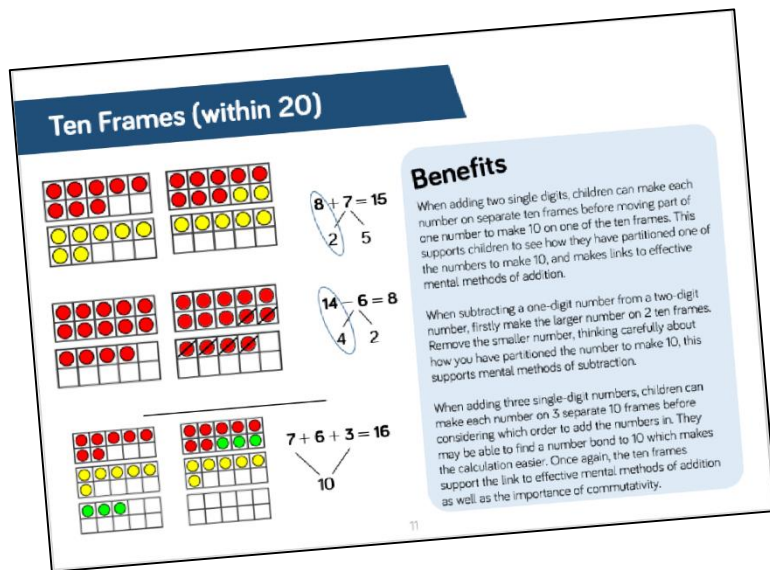 Ten Frames (within 20)
8 + 7 = 15
2 5
14 − 6 = 8
4 2
7 + 6 + 3 = 16
10
Benefits
When adding two single digits, children can make each
number on separate ten frames before moving part of
one number to make 10 on one of the ten frames. This
supports children to see how they have partitioned one of
the numbers to make 10, and makes links to effective
mental methods of addition.
When subtracting a one-digit number from a two-digit
number, firstly make the larger number on 2 ten frames.
Remove the smaller number, thinking carefully about
how you have partitioned the number to make 10, this
supports mental methods of subtraction.
When adding three single-digit numbers, children can
make each number on 3 separate 10 frames before
considering which order to add the numbers in. They
may be able to find a number bond to 10 which makes
the calculation easier. Once again, the ten frames
support the link to effective mental methods of addition
as well as the importance of commutativity.
11